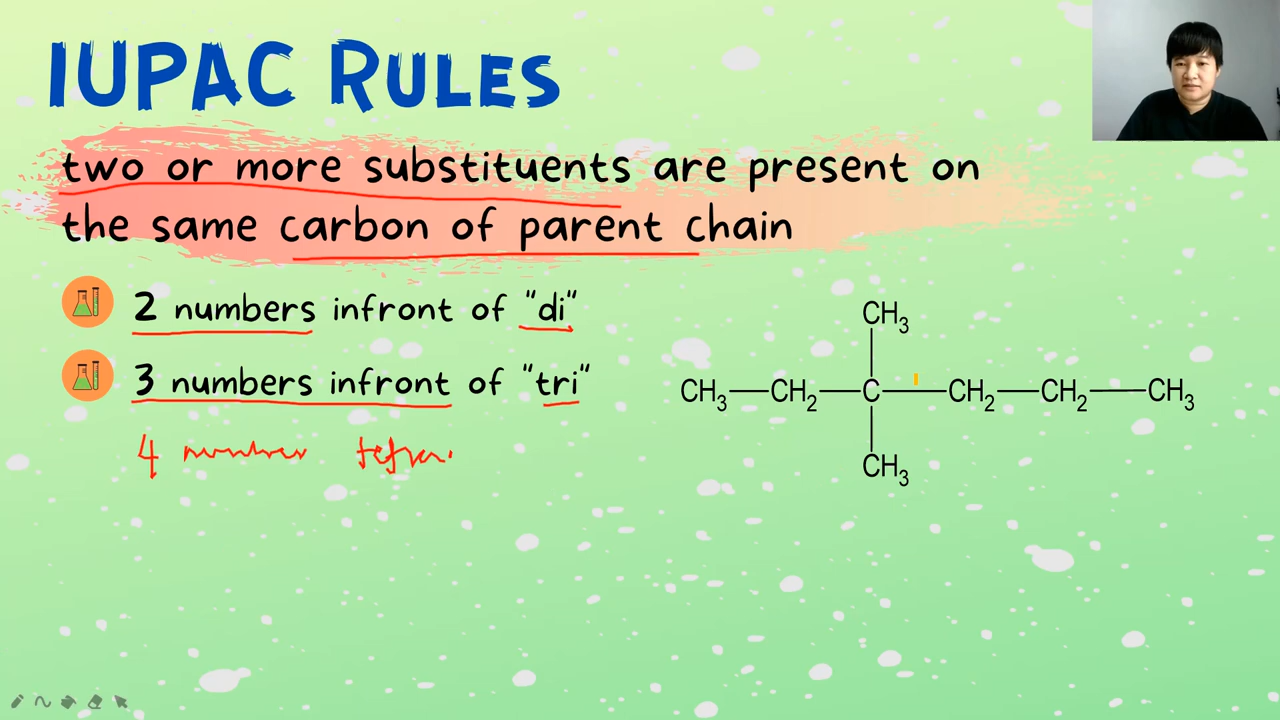 IUPAC RULES
two or more substituents are present on
the same carbon of parent chain
2 numbers infront of "di"
3 numbers infront of "tri"
4 number tetra
CH3
CH3—CH2—C—CH2—CH2—CH3
CH3